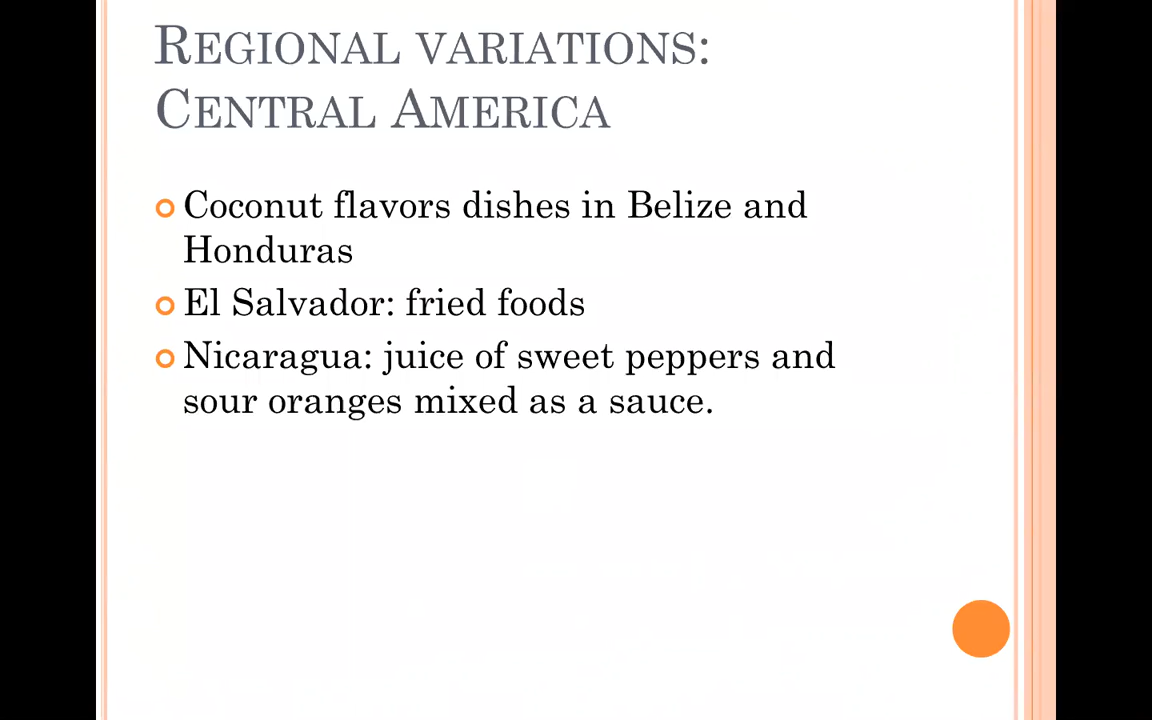 REGIONAL VARIATIONS:
CENTRAL AMERICA
Coconut flavors dishes in Belize and
Honduras
El Salvador: fried foods
Nicaragua: juice of sweet peppers and
sour oranges mixed as a sauce.